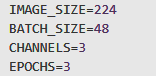 IMAGE_SIZE=224
BATCH_SIZE=48
CHANNELS=3
EPOCHS=3